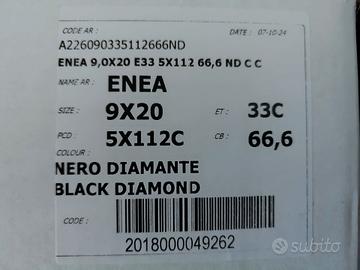 CODE AR : DATE : 07-10-24
A226090335112666ND
ENEA 9,0X20 E33 5X112 66,6 ND C C
NAME AR : ENEA
SIZE : 9X20 ET : 33C
PCD : 5X112C CB : 66,6
COLOUR :
NERO DIAMANTE
BLACK DIAMOND
CODE :
2018000049262
subito